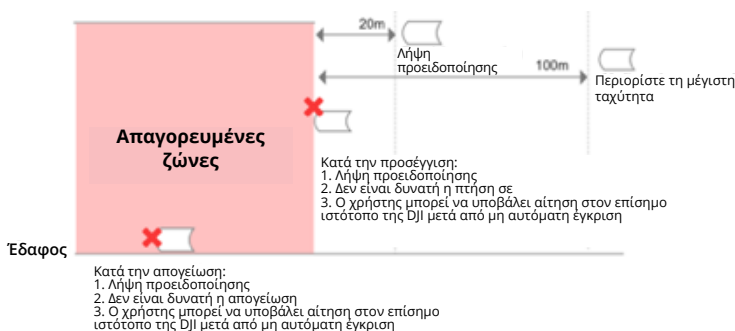 20m
Λήψη
προειδοποίησης
100m
Περιορίστε τη μέγιστη
ταχύτητα
Απαγορευμένες
ζώνες
Κατά την προσέγγιση:
1. Λήψη προειδοποίησης
2. Δεν είναι δυνατή η πτήση σε
3. Ο χρήστης μπορεί να υποβάλει αίτηση στον επίσημο
ιστότοπο της DJI μετά από μη αυτόματη έγκριση
Έδαφος
Κατά την απογείωση:
1. Λήψη προειδοποίησης
2. Δεν είναι δυνατή η απογείωση
3. Ο χρήστης μπορεί να υποβάλει αίτηση στον επίσημο
ιστότοπο της DJI μετά από μη αυτόματη έγκριση